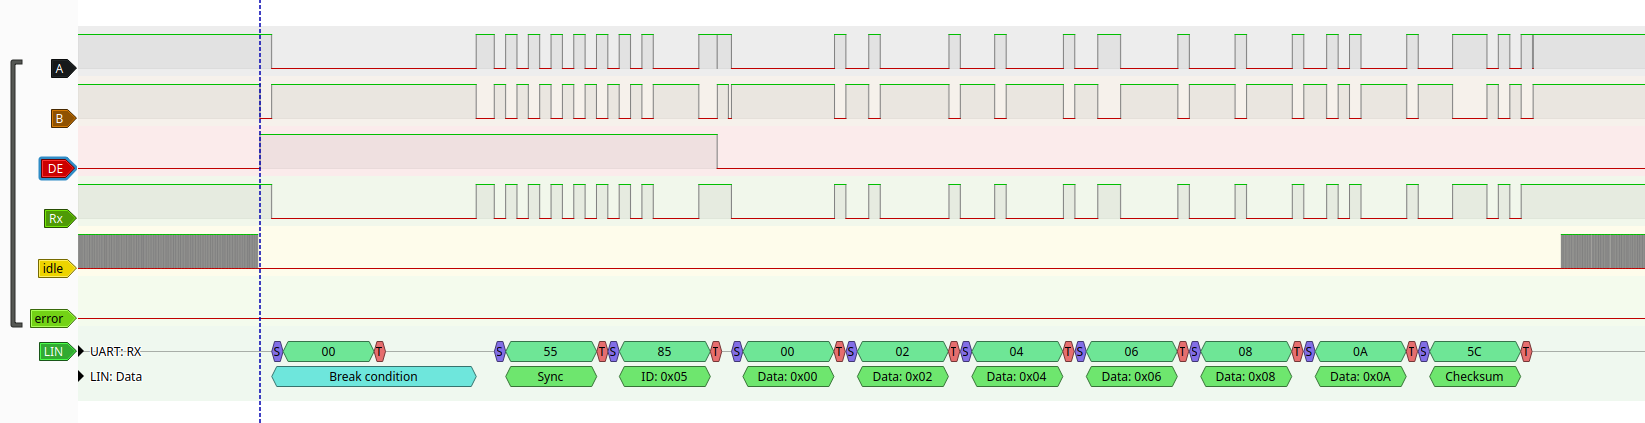 A
B
DE
Rx
idle
error
LIN UART: RX S 00 T S 55 T S 85 T S 00 T S 02 T S 04 T S 06 T S 08 T S 0A T S 5C T
LIN: Data Break condition Sync ID: 0x05 Data: 0x00 Data: 0x02 Data: 0x04 Data: 0x06 Data: 0x08 Data: 0x0A Checksum